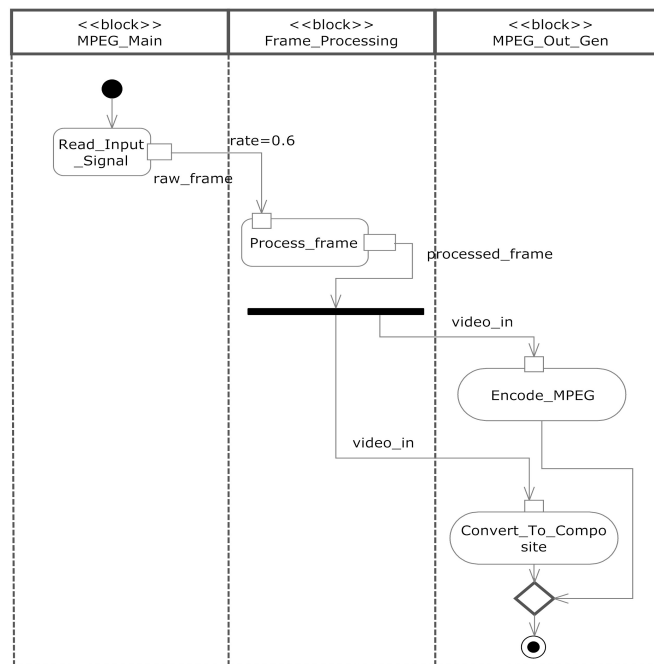 <<block>>
MPEG_Main
<<block>>
Frame_Processing
<<block>>
MPEG_Out_Gen
Read_Input
_Signal
rate=0.6
raw_frame
Process_frame
processed_frame
video_in
Encode_MPEG
video_in
Convert_To_Compo
site